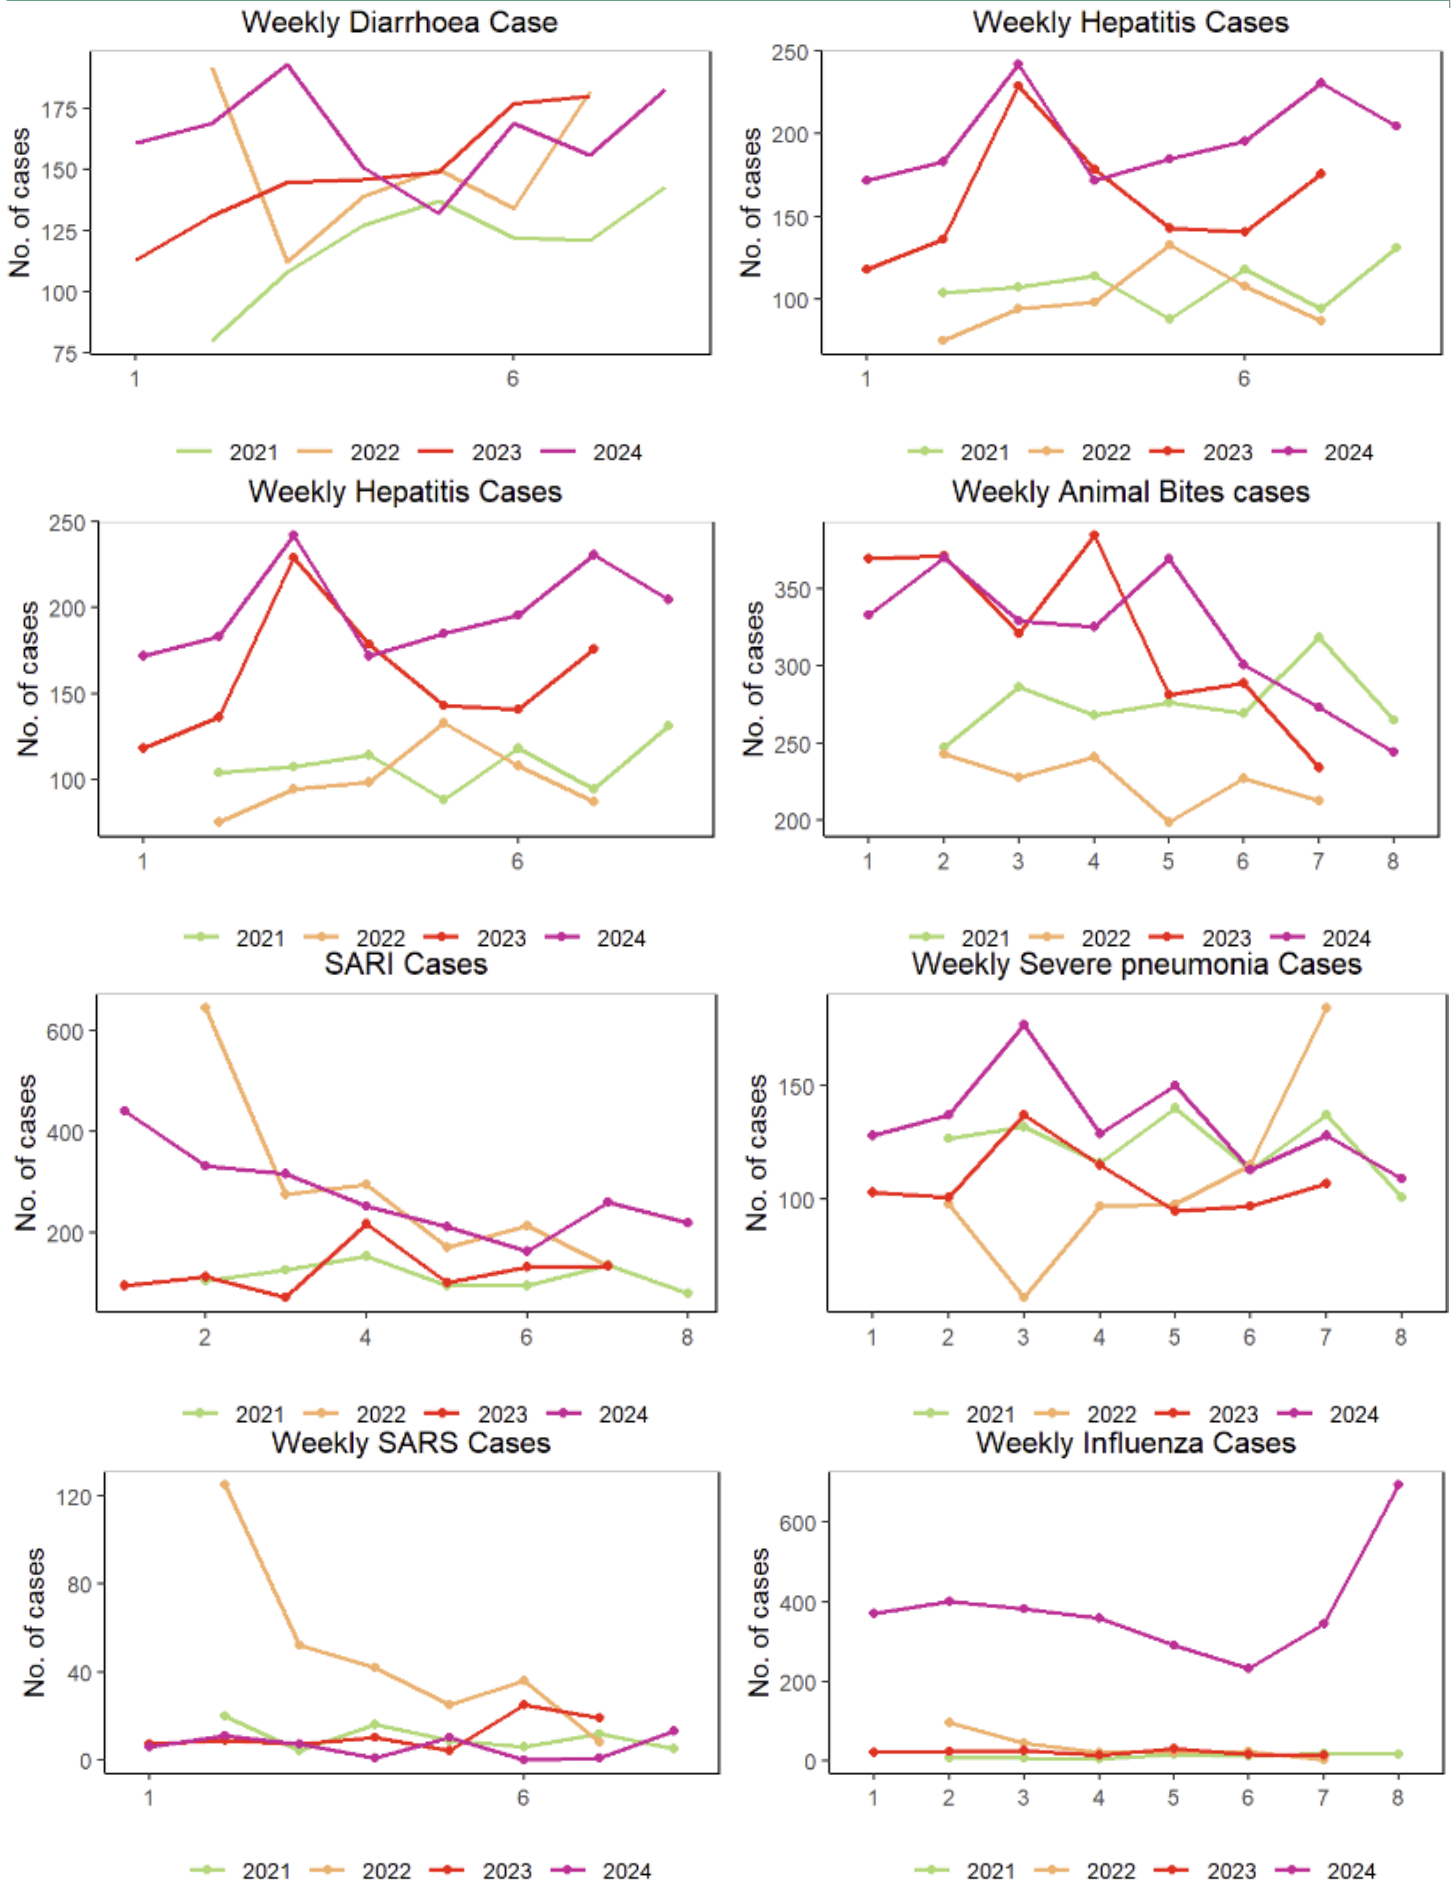 Weekly Diarrhoea Case
No. of cases
175
150
125
100
75
1 6
2021 2022 2023 2024
Weekly Hepatitis Cases
No. of cases
250
200
150
100
1 6
2021 2022 2023 2024
Weekly Hepatitis Cases
No. of cases
250
200
150
100
1 6
2021 2022 2023 2024
Weekly Animal Bites cases
No. of cases
350
300
250
200
1 2 3 4 5 6 7 8
2021 2022 2023 2024
SARI Cases
No. of cases
600
400
200
2 4 6 8
2021 2022 2023 2024
Weekly Severe pneumonia Cases
No. of cases
150
100
1 2 3 4 5 6 7 8
2021 2022 2023 2024
Weekly SARS Cases
No. of cases
120
80
40
0
1 6
2021 2022 2023 2024
Weekly Influenza Cases
No. of cases
600
400
200
0
1 2 3 4 5 6 7 8
2021 2022 2023 2024